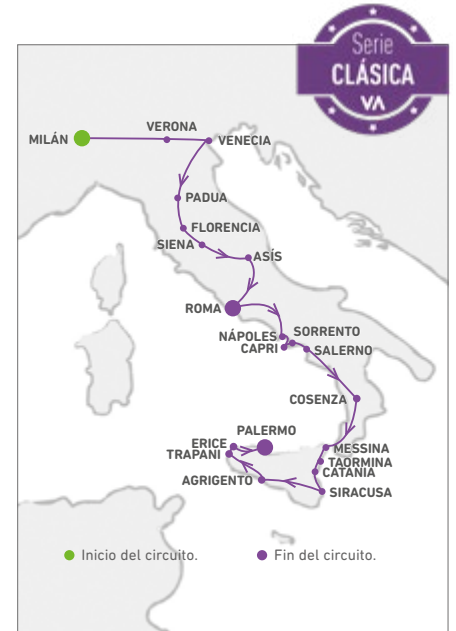 Serie
CLÁSICA
VA
VERONA
MILÁN
VENECIA
PADUA
FLORENCIA
SIENA
ASÍS
ROMA
NÁPOLES
SORRENTO
CAPRI
SALERNO
COSENZA
PALERMO
ERICE
MESSINA
TRAPANI
TAORMINA
CATANIA
AGRIGENTO
SIRACUSA
Inicio del circuito.
Fin del circuito.